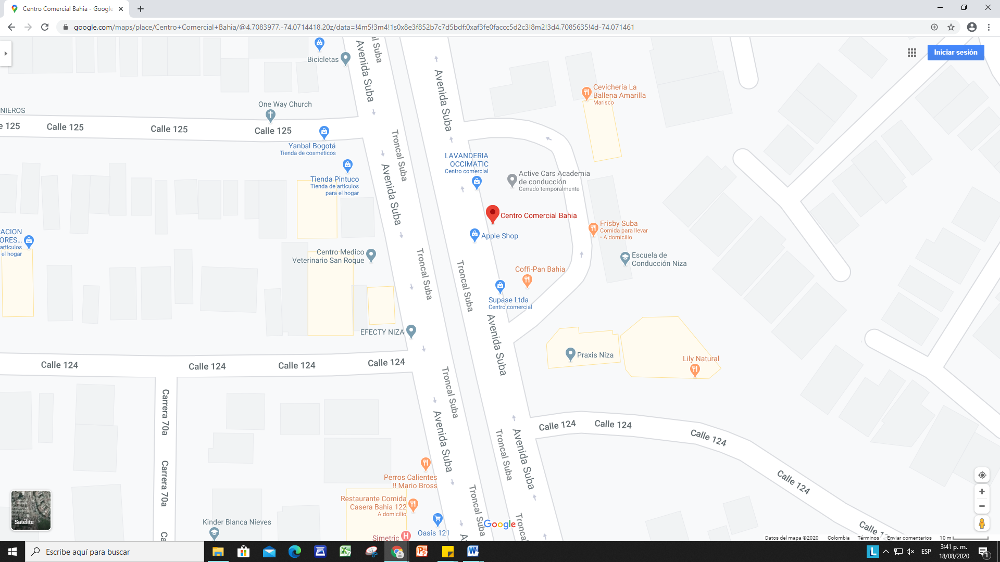 Centro Comercial Bahia - Google
google.com/maps/place/Centro+Comercial+Bahia/@4.7083977,-74.0714418,20z/data=!4m5!3m4!1s0x8e3f852b7c7d5bdf:0xaf3fe0faccc5d2c3!8m2!3d4.7085635!4d-74.071461
Iniciar sesión
Bicicletas
Avenida Suba
Troncal Suba
Avenida Suba
Cevichería La
Ballena Amarilla
Marisco
One Way Church
NIEROS
e 125
Calle 125
Calle 125
Calle 125
Yanbal Bogotá
Tienda de cosméticos
Troncal Suba
LAVANDERIA
OCCIMATIC
Centro comercial
Tienda Pintuco
Tienda de artículos
para el hogar
Avenida Suba
Active Cars Academia
de conducción
Cerrado temporalmente
Centro Comercial Bahia
Frisby Suba
Comida para llevar
• A domicilio
ACION
ORES...
artículos
el hogar
Apple Shop
Centro Medico
Veterinario San Roque
Troncal Suba
Troncal Suba
Escuela de
Conducción Niza
Coffi-Pan Bahia
Supase Ltda
Centro comercial
EFECTY NIZA
Avenida Suba
Praxis Niza
Lily Natural
Calle 124
Calle 124
Calle 124
Calle 124
Troncal Suba
Carrera 70a
Avenida Suba
Troncal Suba
Avenida Suba
Calle 124
Calle 124
Calle 124
Calle 124
Calle 1
Carrera 70a
Ca
Perros Calientes
!! Mario Bross
Restaurante Comida
Casera Bahia 122
A domicilio
Troncal Suba
Troncal
Av
Kinder Blanca Nieves
Oasis 121
Simetric
Satélite
Google
Datos del mapa ©2020 Colombia Términos Enviar comentarios 10 m
Escribe aquí para buscar
ESP
3:41 p. m.
18/08/2020
1